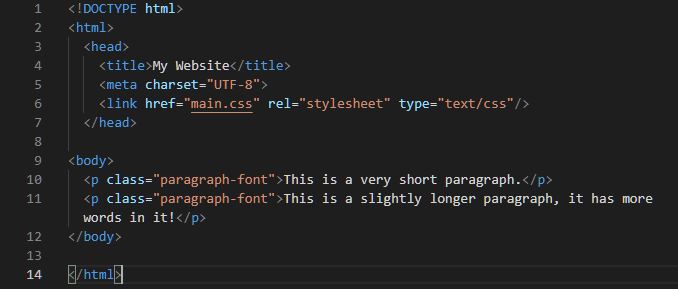 1 <!DOCTYPE html>
2 <html>
3   <head>
4     <title>My Website</title>
5     <meta charset="UTF-8">
6     <link href="main.css" rel="stylesheet" type="text/css"/>
7   </head>
8
9 <body>
10   <p class="paragraph-font">This is a very short paragraph.</p>
11   <p class="paragraph-font">This is a slightly longer paragraph, it has more
words in it!</p>
12 </body>
13
14 </html>